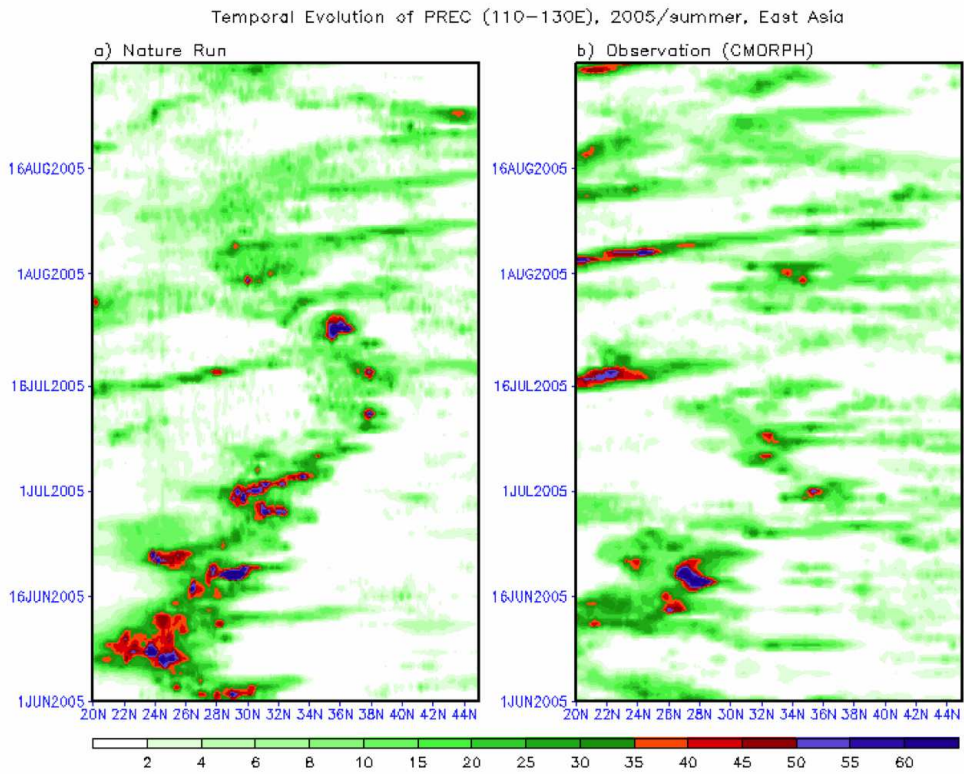 Temporal Evolution of PREC (110-130E), 2005/summer, East Asia
a) Nature Run
b) Observation (CMORPH)
16AUG2005
1AUG2005
16JUL2005
1JUL2005
16JUN2005
1JUN2005
20N 22N 24N 26N 28N 30N 32N 34N 36N 38N 40N 42N 44N
16AUG2005
1AUG2005
16JUL2005
1JUL2005
16JUN2005
1JUN2005
20N 22N 24N 26N 28N 30N 32N 34N 36N 38N 40N 42N 44N
2 4 6 8 10 15 20 25 30 35 40 45 50 55 60